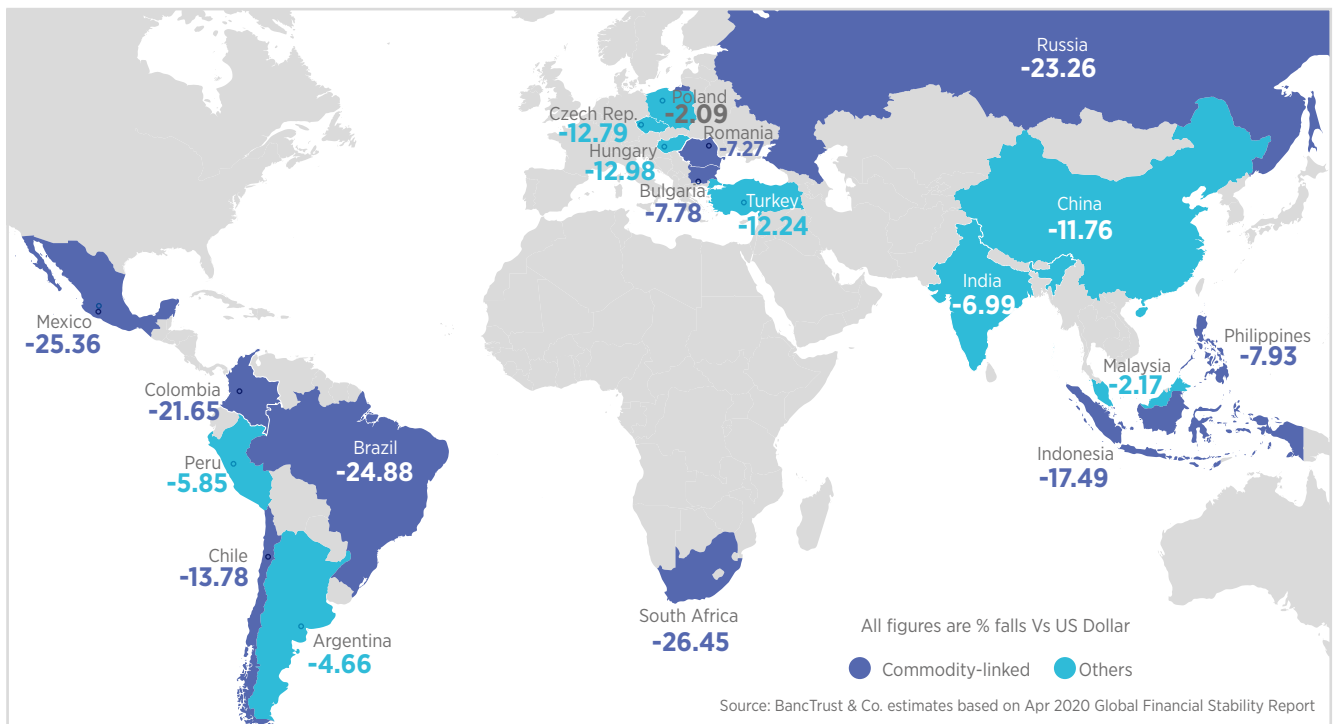 Russia
-23.26
Poland
-2.09
Czech Rep.
-12.79
Romania
-7.27
Hungary
-12.98
Bulgaria
-7.78
Turkey
-12.24
China
-11.76
India
-6.99
Mexico
-25.36
Philippines
-7.93
Malaysia
-2.17
Colombia
-21.65
Brazil
-24.88
Peru
-5.85
Indonesia
-17.49
Chile
-13.78
South Africa
-26.45
Argentina
-4.66
All figures are % falls Vs US Dollar
Commodity-linked
Others
Source: BancTrust & Co. estimates based on Apr 2020 Global Financial Stability Report